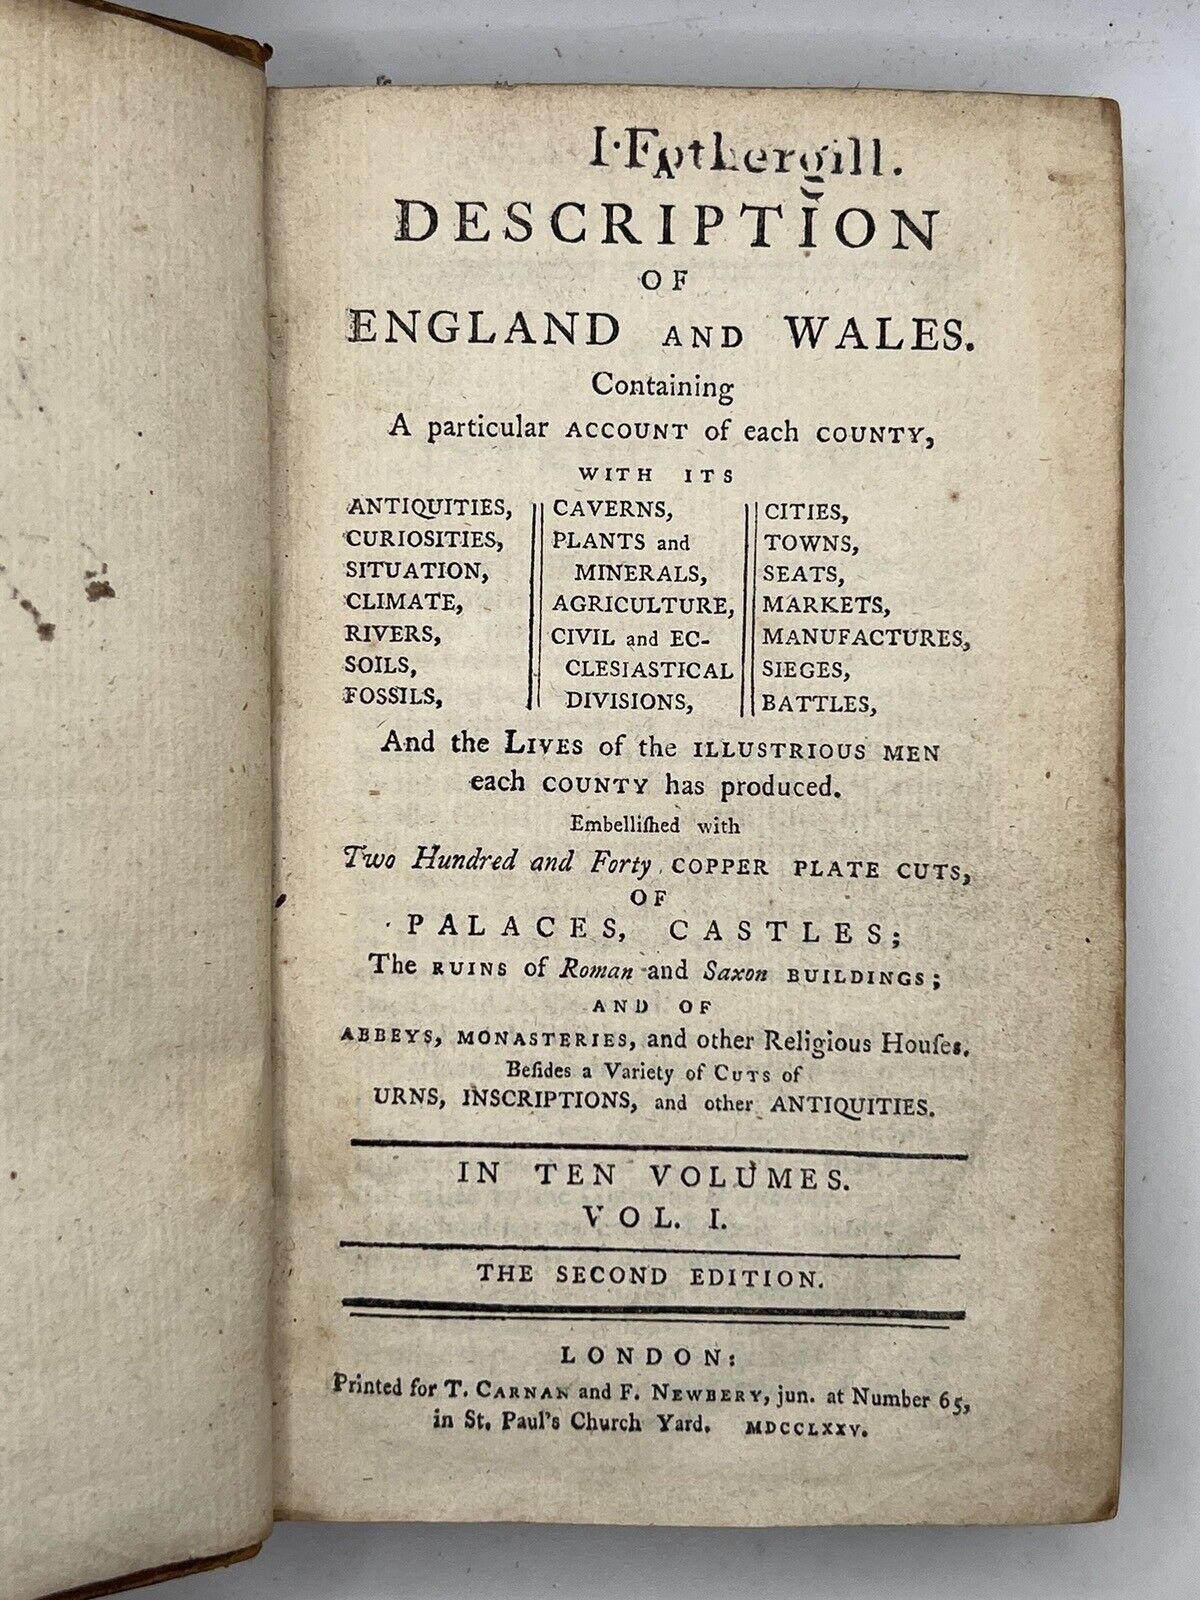 I. Fothergill.
A
DESCRIPTION
OF
ENGLAND AND WALES.
Containing
A particular ACCOUNT of each COUNTY,
WITH ITS
ANTIQUITIES,
CURIOSITIES,
SITUATION,
CLIMATE,
RIVERS,
SOILS,
FOSSILS,
CAVERNS,
PLANTS and
MINERALS,
AGRICULTURE,
CIVIL and EC-
CLESIASTICAL
DIVISIONS,
CITIES,
TOWNS,
SEATS,
MARKETS,
MANUFACTURES,
SIEGES,
BATTLES,
And the LIVES of the ILLUSTRIOUS MEN
each COUNTY has produced.
Embelliſhed with
Two Hundred and Forty COPPER PLATE CUTS,
OF
PALACES, CASTLES;
The RUINS of Roman and Saxon BUILDINGS;
AND OF
ABBEYS, MONASTERIES, and other Religious Houſes.
Beſides a Variety of CUTS of
URNS, INSCRIPTIONS, and other ANTIQUITIES.
IN TEN VOLUMES.
VOL. I.
THE SECOND EDITION.
LONDON:
Printed for T. CARNAN and F. NEWBERY, jun. at Number 65,
in St. Paul's Church Yard. MDCCLXXV.